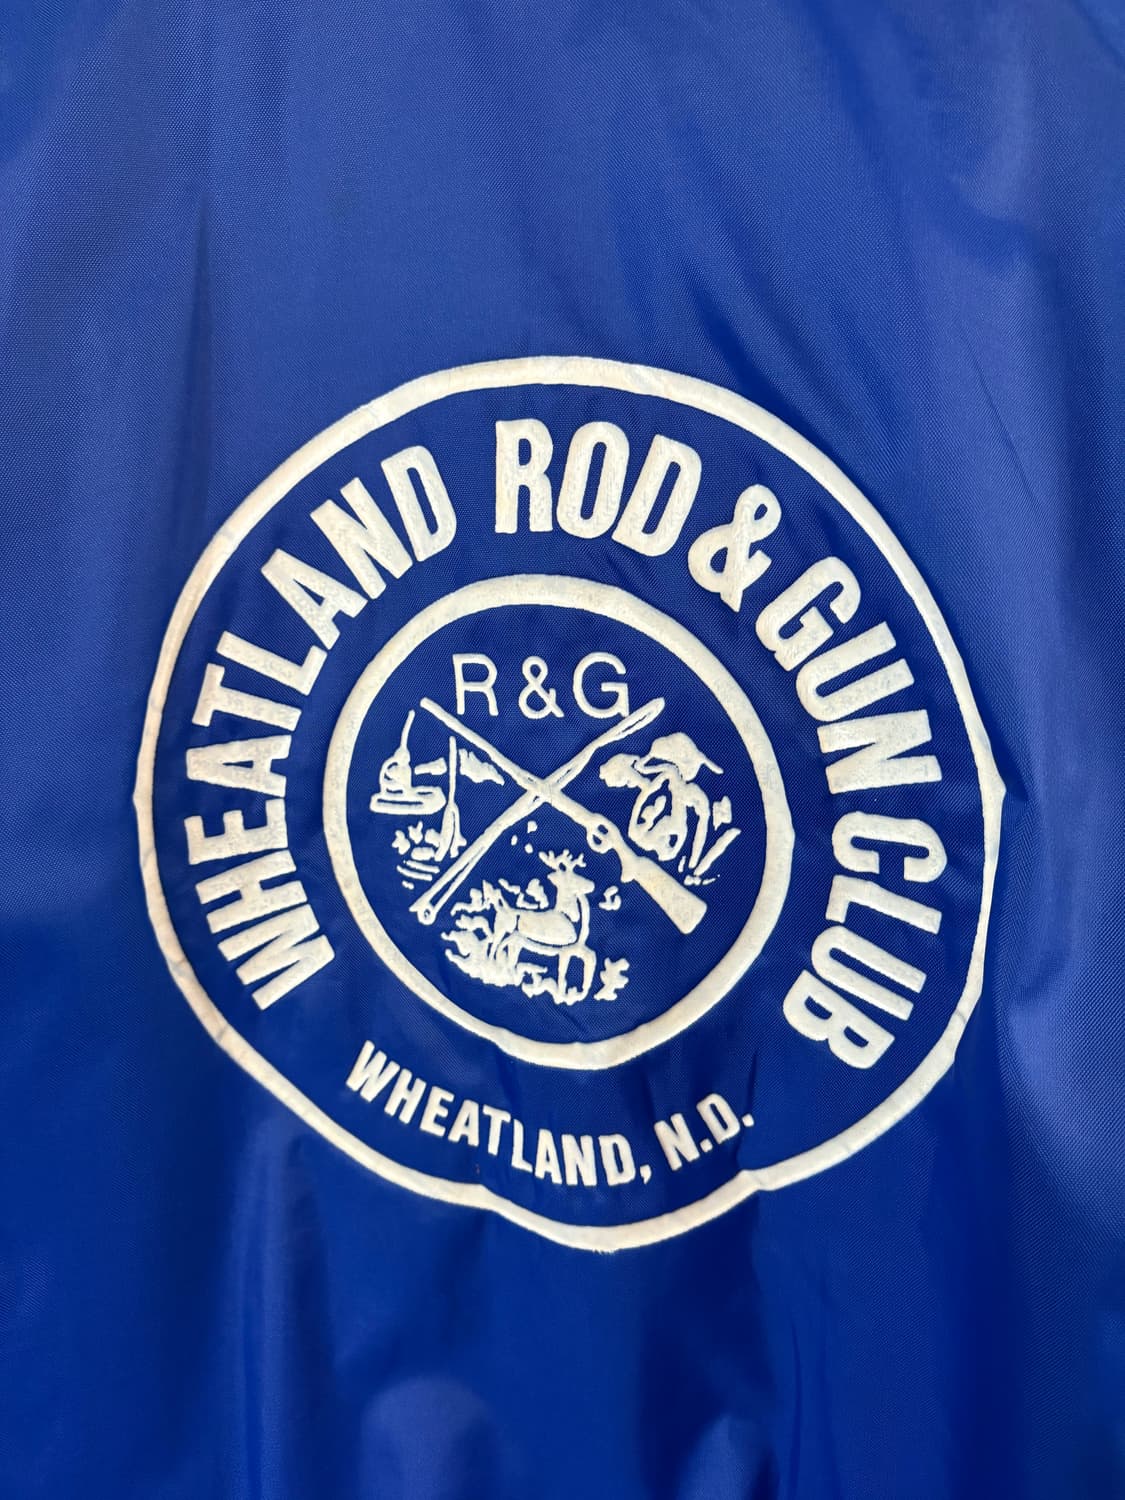 WHEATLAND ROD & GUN CLUB
R&G
WHEATLAND, N.D.